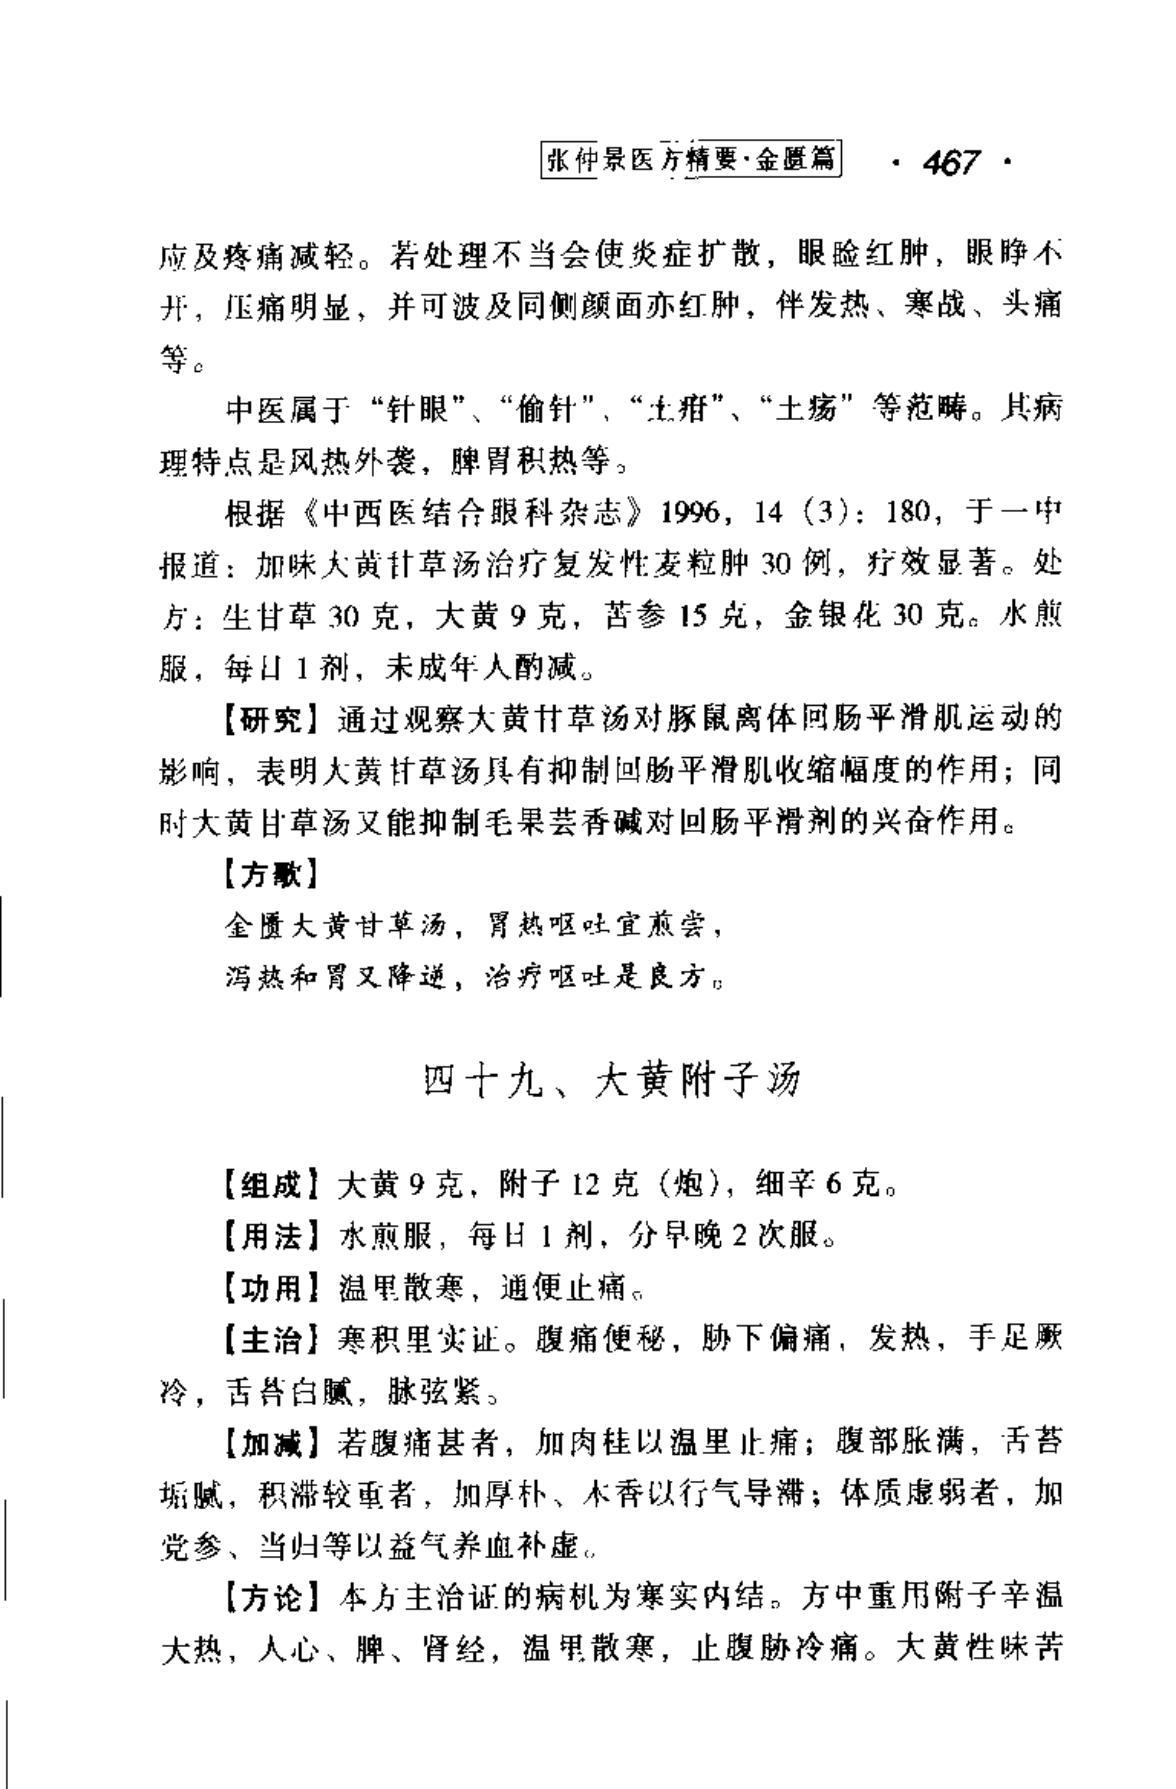 张仲景医方精要·金匮篇 · 467 ·
应及疼痛减轻。若处理不当会使炎症扩散，眼睑红肿，眼睁不
开，压痛明显，并可波及同侧颜面亦红肿，伴发热、寒战、头痛
等。
中医属于“针眼”、“偷针”、“土疳”、“土疡”等范畴。其病
理特点是风热外袭，脾胃积热等。
根据《中西医结合眼科杂志》1996，14（3）：180，于一中
报道：加味大黄甘草汤治疗复发性麦粒肿 30 例，疗效显著。处
方：生甘草 30 克，大黄 9 克，苦参 15 克，金银花 30 克。水煎
服，每日 1 剂，未成年人酌减。
【研究】通过观察大黄甘草汤对豚鼠离体回肠平滑肌运动的
影响，表明大黄甘草汤具有抑制回肠平滑肌收缩幅度的作用；同
时大黄甘草汤又能抑制毛果芸香碱对回肠平滑剂的兴奋作用。
【方歌】
金匮大黄甘草汤，胃热呕吐宜煎尝，
泻热和胃又降逆，治疗呕吐是良方。
四十九、大黄附子汤
【组成】大黄 9 克，附子 12 克（炮），细辛 6 克。
【用法】水煎服，每日 1 剂，分早晚 2 次服。
【功用】温里散寒，通便止痛。
【主治】寒积里实证。腹痛便秘，胁下偏痛，发热，手足厥
冷，舌苔白腻，脉弦紧。
【加减】若腹痛甚者，加肉桂以温里止痛；腹部胀满，舌苔
垢腻，积滞较重者，加厚朴、木香以行气导滞；体质虚弱者，加
党参、当归等以益气养血补虚。
【方论】本方主治证的病机为寒实内结。方中重用附子辛温
大热，入心、脾、肾经，温里散寒，止腹胁冷痛。大黄性味苦